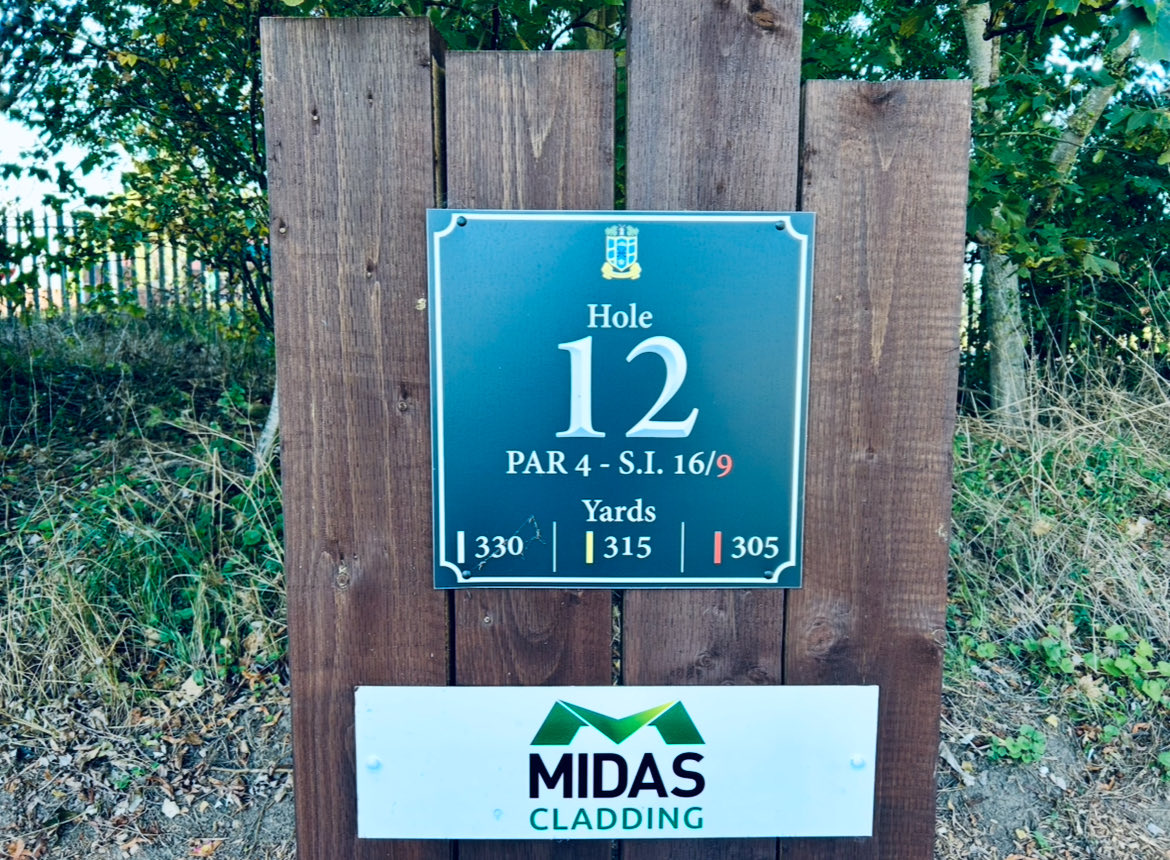 Hole
12
PAR 4 - S.I. 16/9
Yards
330 315 305
MIDAS
CLADDING